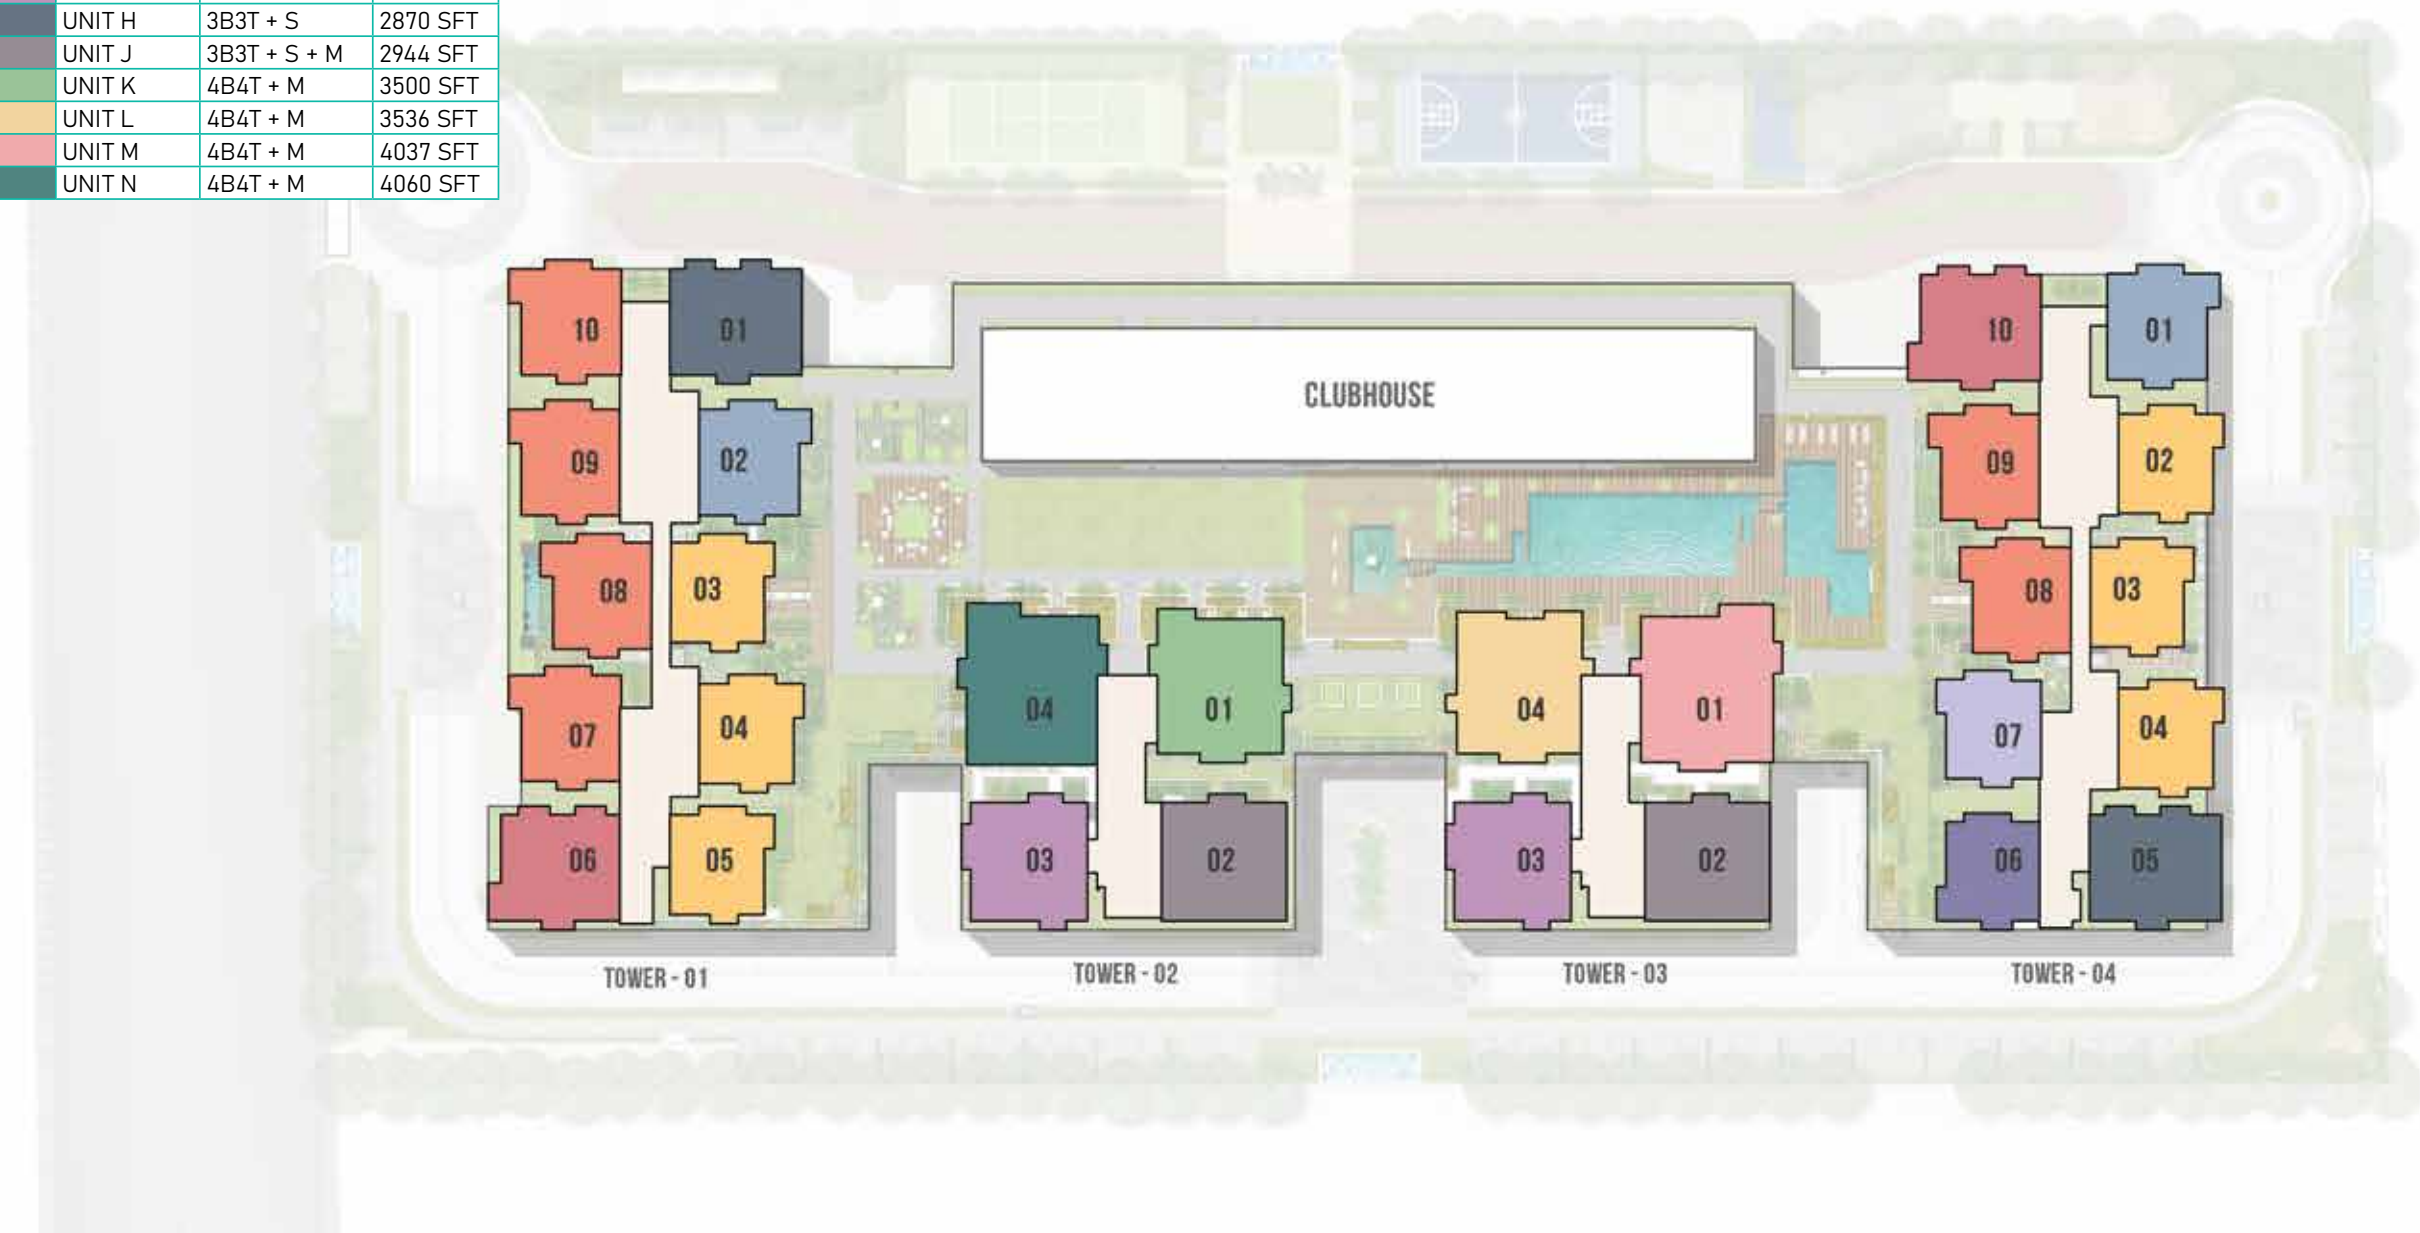 UNIT H 3B3T + S 2870 SFT
UNIT J 3B3T + S + M 2944 SFT
UNIT K 4B4T + M 3500 SFT
UNIT L 4B4T + M 3536 SFT
UNIT M 4B4T + M 4037 SFT
UNIT N 4B4T + M 4060 SFT
10 01 10 01
CLUBHOUSE
09 02 09 02
08 03 08 03
07 04 04 01 04 01 07 04
06 05 03 02 03 02 06 05
TOWER - 01 TOWER - 02 TOWER - 03 TOWER - 04